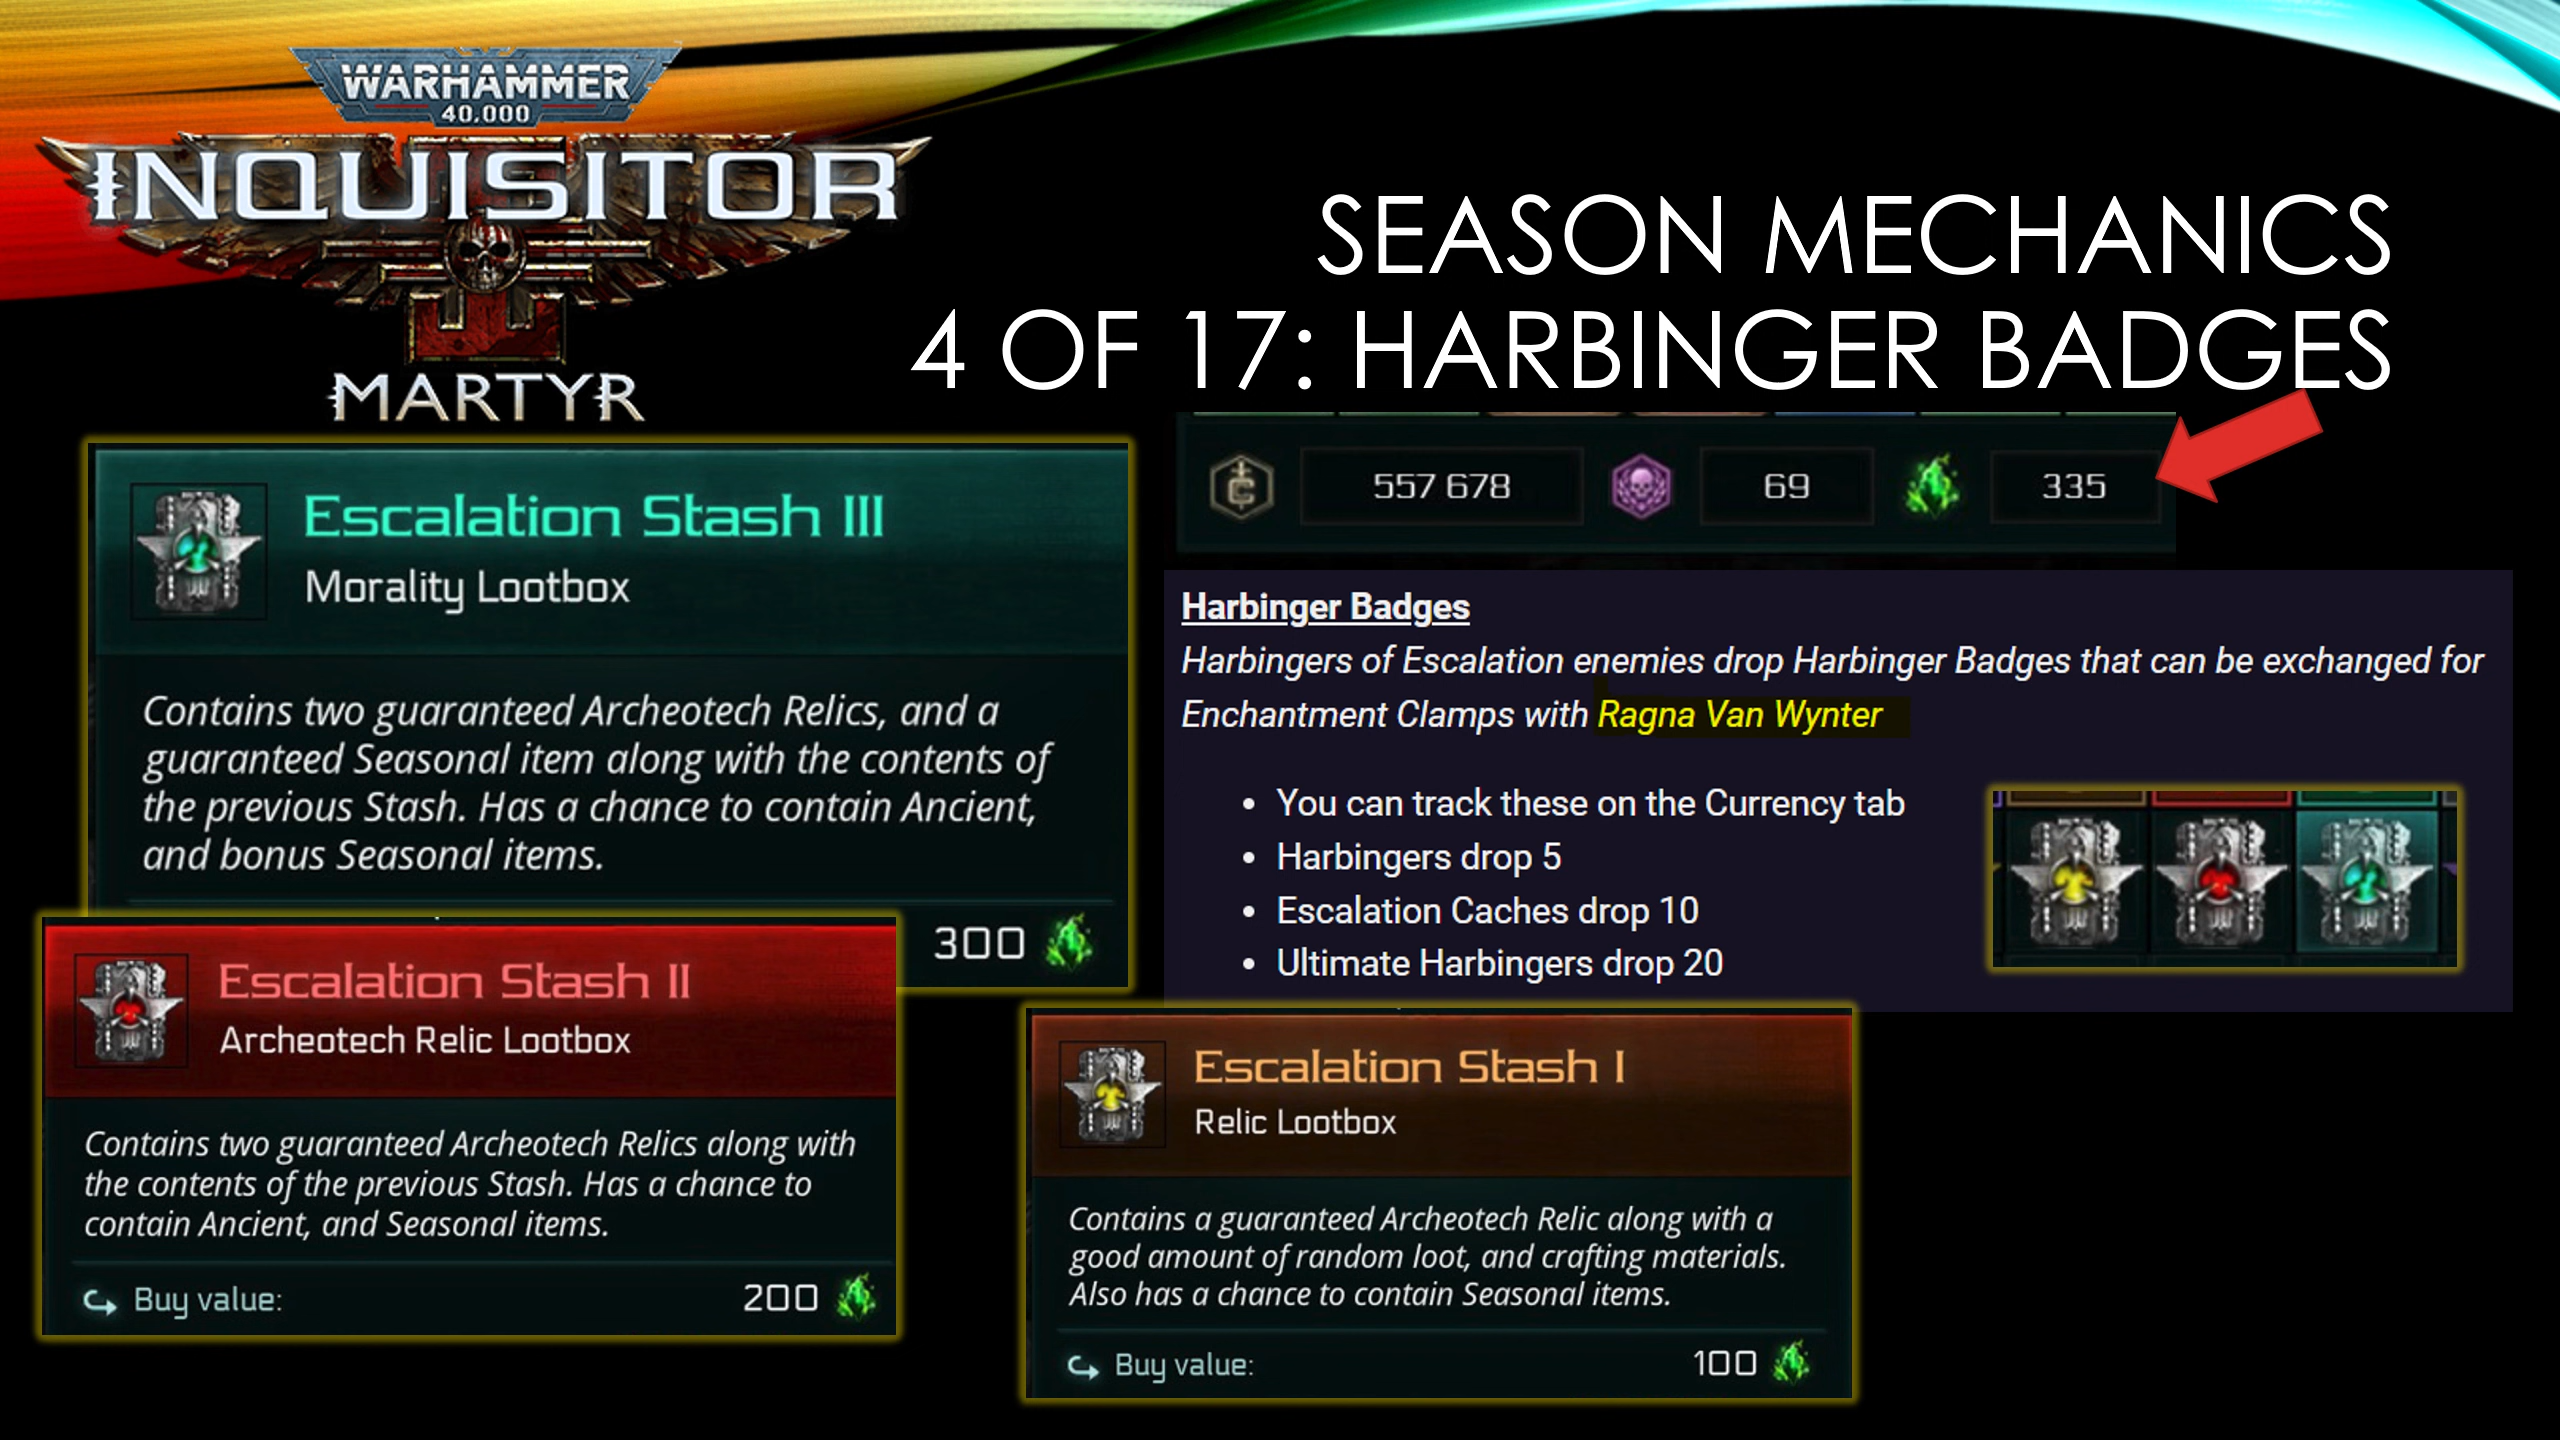 WARHAMMER
40,000
INQUISITOR
MARTYR
SEASON MECHANICS
4 OF 17: HARBINGER BADGES
557 678
69
335
Escalation Stash III
Morality Lootbox
Contains two guaranteed Archeotech Relics, and a
guaranteed Seasonal item along with the contents of
the previous Stash. Has a chance to contain Ancient,
and bonus Seasonal items.
300
Harbinger Badges
Harbingers of Escalation enemies drop Harbinger Badges that can be exchanged for
Enchantment Clamps with Ragna Van Wynter
• You can track these on the Currency tab
• Harbingers drop 5
• Escalation Caches drop 10
• Ultimate Harbingers drop 20
Escalation Stash II
Archeotech Relic Lootbox
Contains two guaranteed Archeotech Relics along with
the contents of the previous Stash. Has a chance to
contain Ancient, and Seasonal items.
Buy value:
200
Escalation Stash I
Relic Lootbox
Contains a guaranteed Archeotech Relic along with a
good amount of random loot, and crafting materials.
Also has a chance to contain Seasonal items.
Buy value:
100